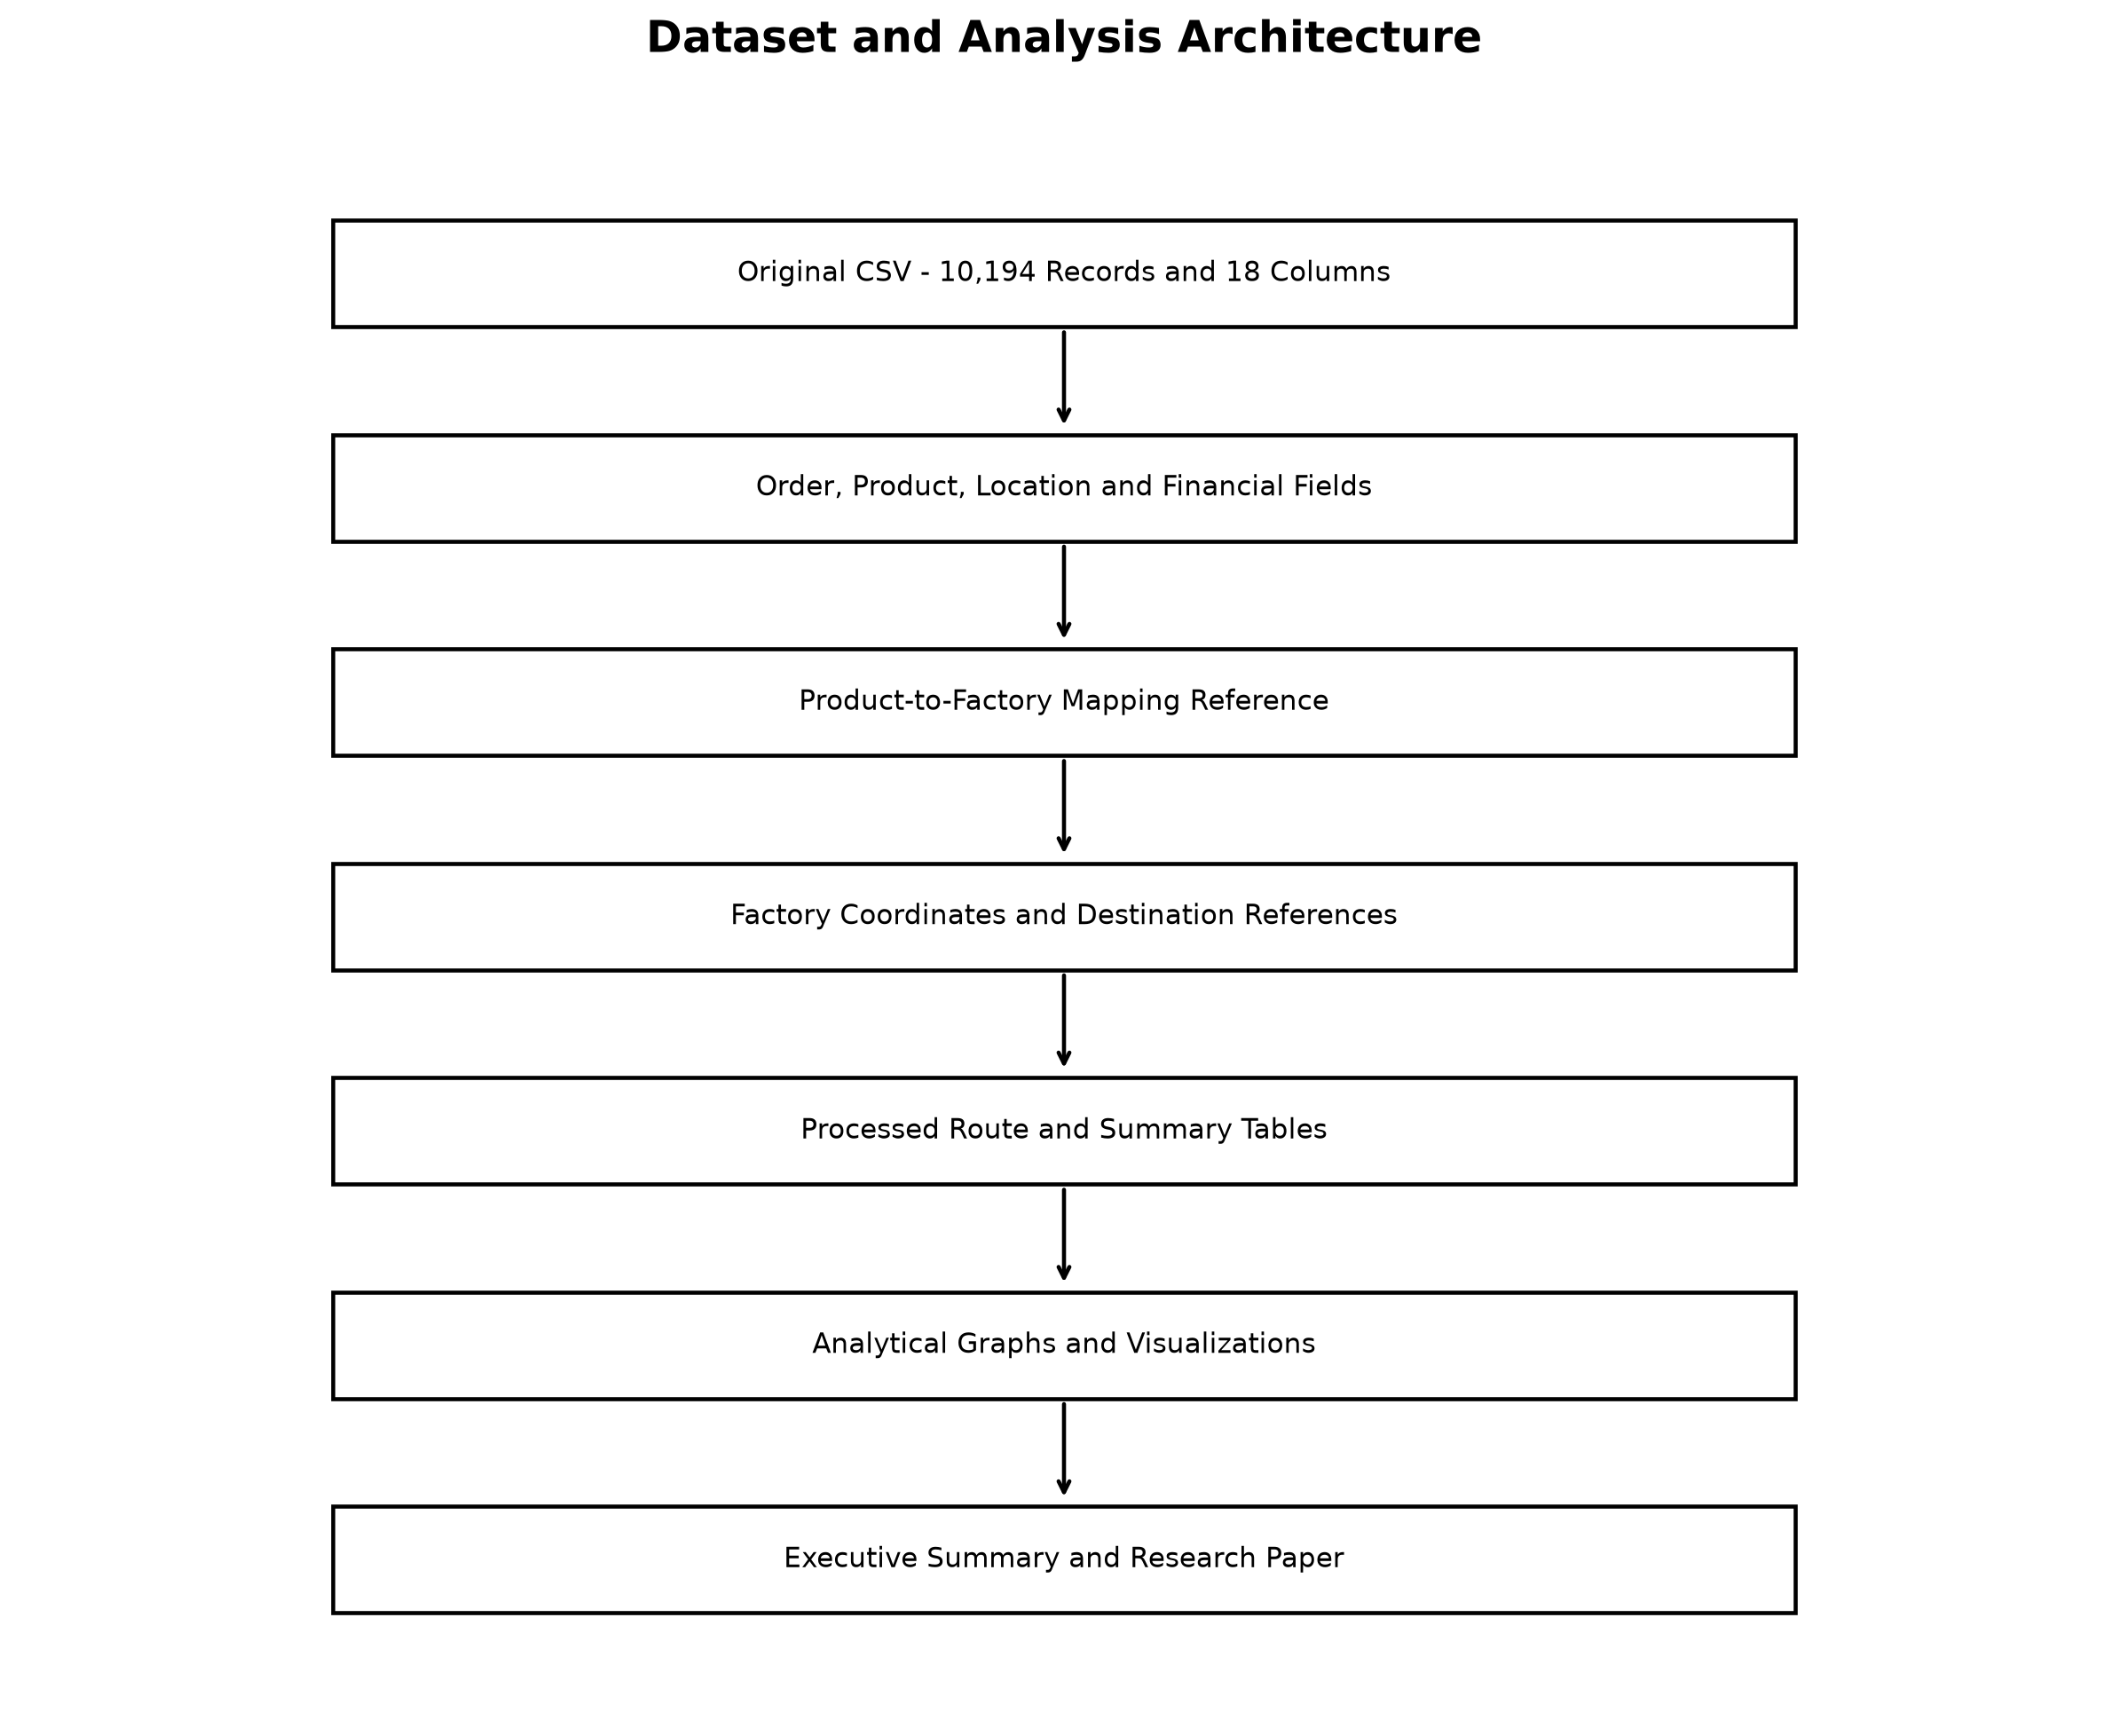 Dataset and Analysis Architecture
Original CSV - 10,194 Records and 18 Columns
Order, Product, Location and Financial Fields
Product-to-Factory Mapping Reference
Factory Coordinates and Destination References
Processed Route and Summary Tables
Analytical Graphs and Visualizations
Executive Summary and Research Paper